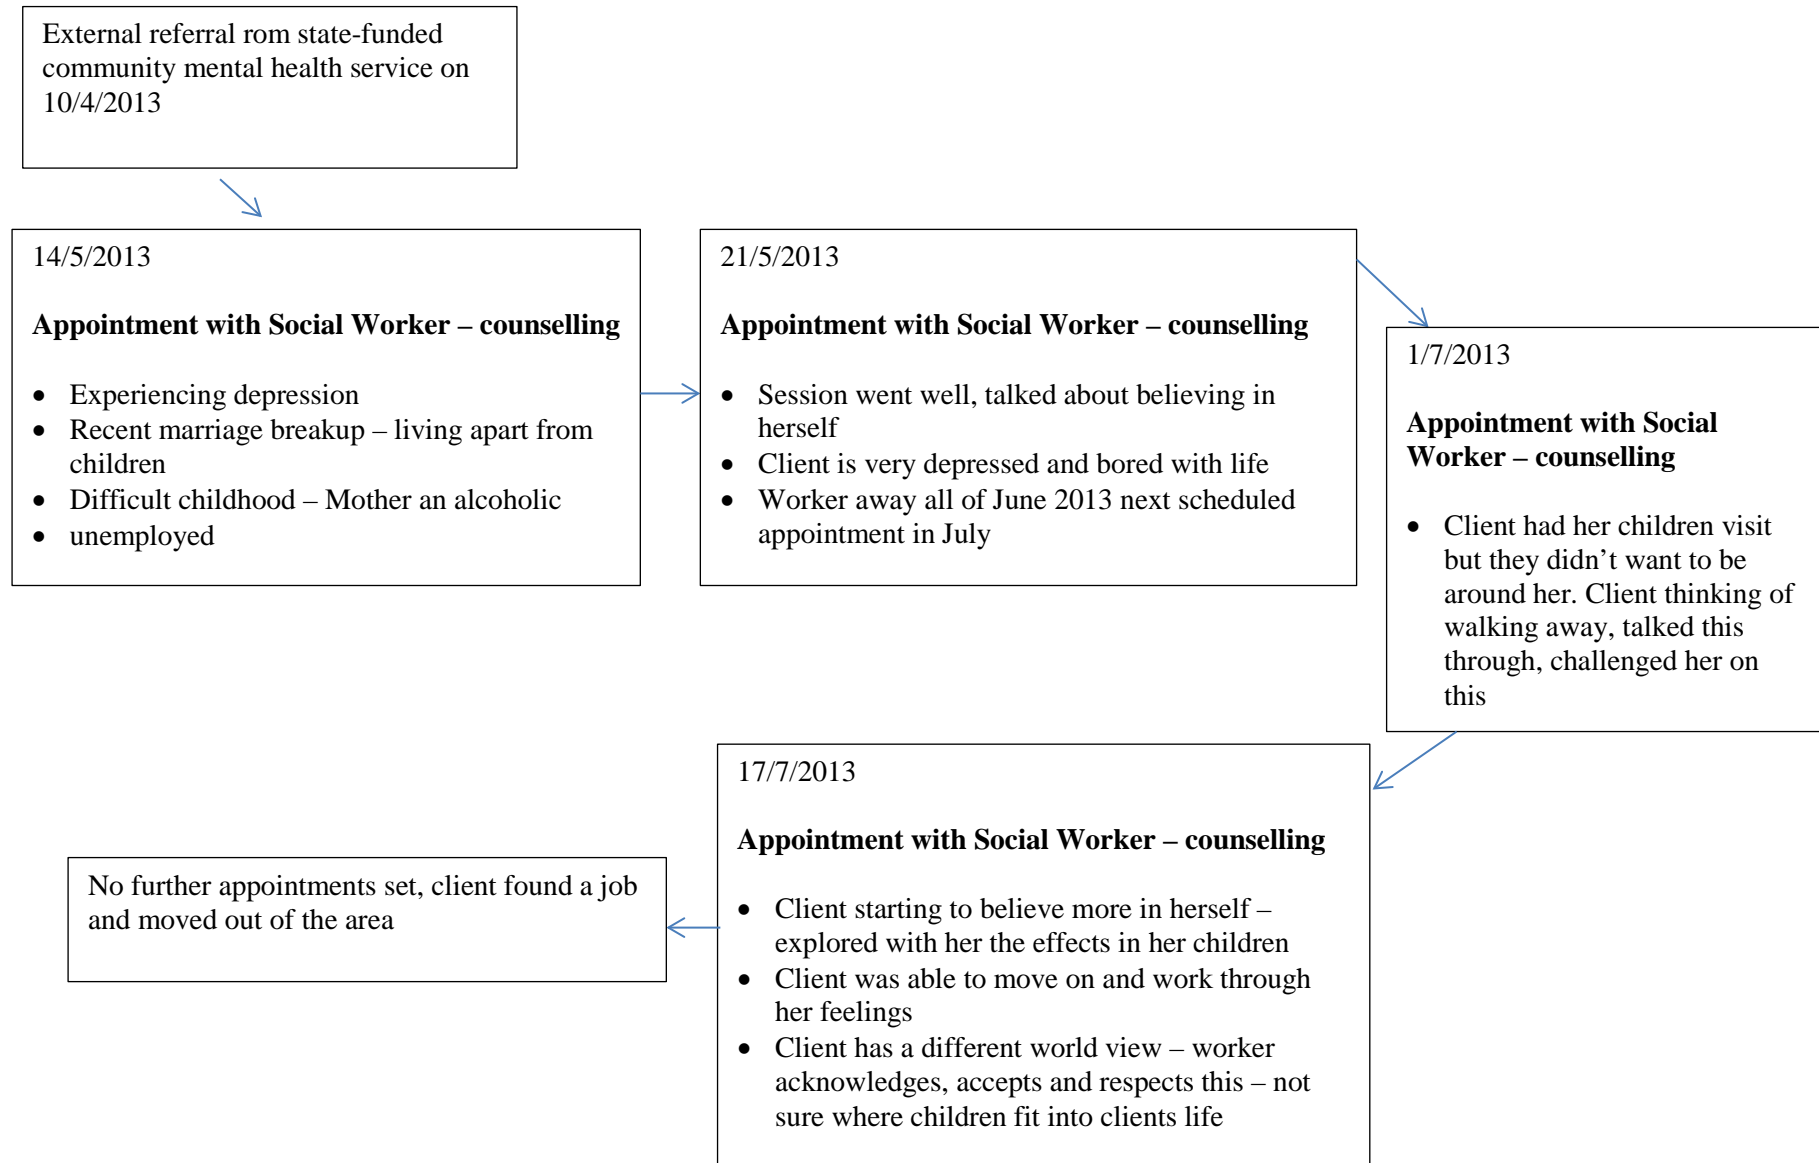 External referral rom state-funded
community mental health service on
10/4/2013
14/5/2013
Appointment with Social Worker – counselling
• Experiencing depression
• Recent marriage breakup – living apart from
children
• Difficult childhood – Mother an alcoholic
• unemployed
21/5/2013
Appointment with Social Worker – counselling
• Session went well, talked about believing in
herself
• Client is very depressed and bored with life
• Worker away all of June 2013 next scheduled
appointment in July
1/7/2013
Appointment with Social
Worker – counselling
• Client had her children visit
but they didn’t want to be
around her. Client thinking of
walking away, talked this
through, challenged her on
this
17/7/2013
Appointment with Social Worker – counselling
• Client starting to believe more in herself –
explored with her the effects in her children
• Client was able to move on and work through
her feelings
• Client has a different world view – worker
acknowledges, accepts and respects this – not
sure where children fit into clients life
No further appointments set, client found a job
and moved out of the area